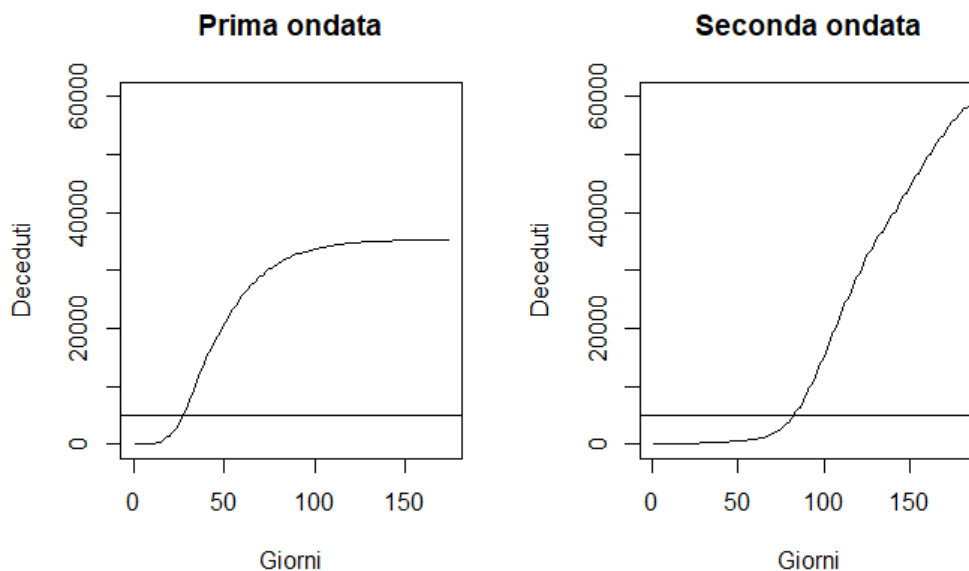 Prima ondata
Deceduti
60000
40000
20000
0
0 50 100 150
Giorni
Seconda ondata
Deceduti
60000
40000
20000
0
0 50 100 150
Giorni